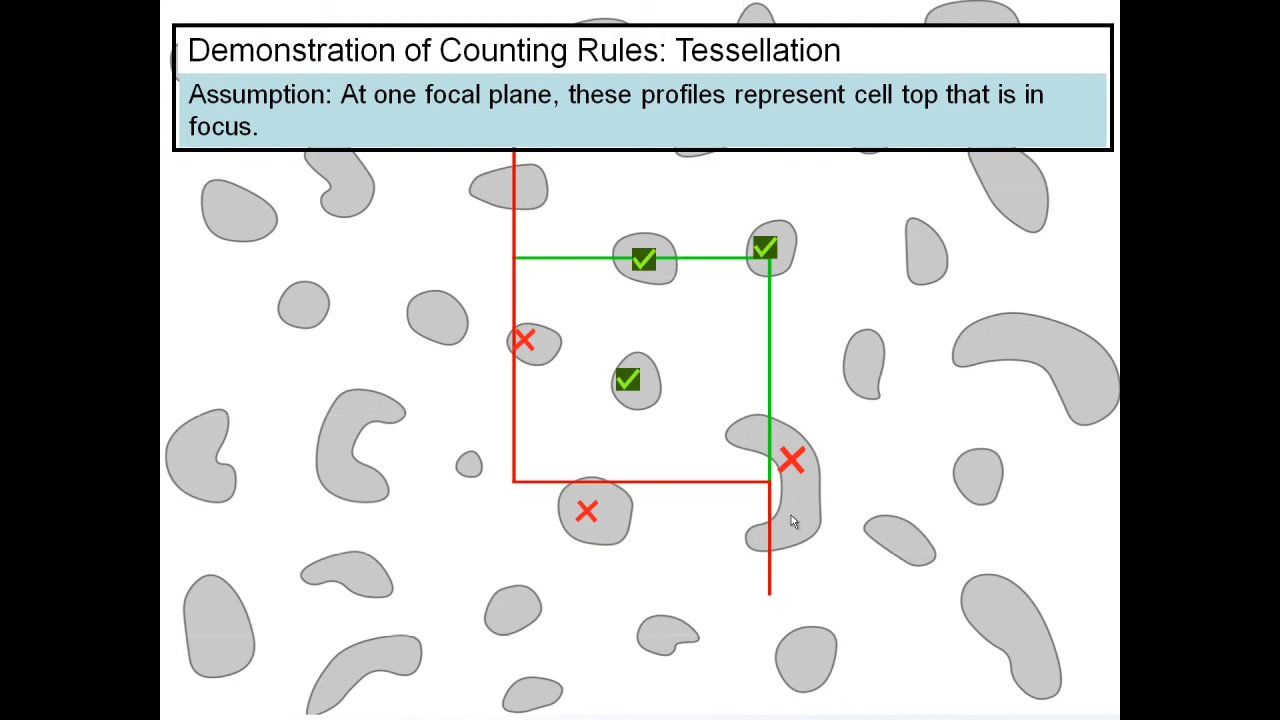 Demonstration of Counting Rules: Tessellation
Assumption: At one focal plane, these profiles represent cell top that is in
focus.